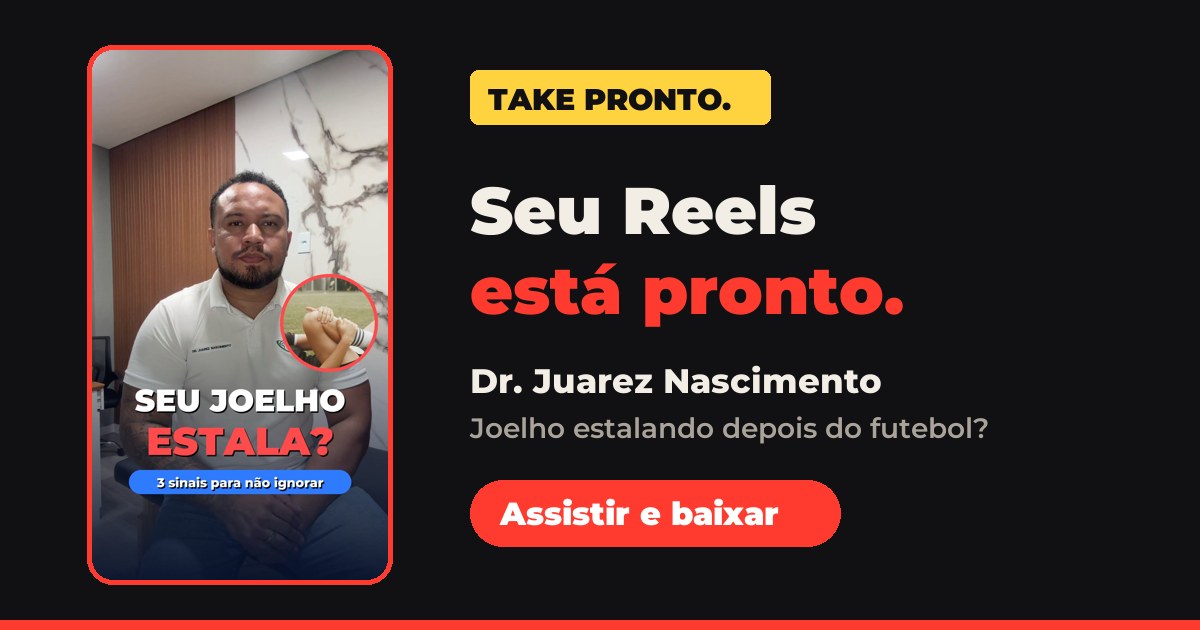 TAKE PRONTO.
Seu Reels
está pronto.
Dr. Juarez Nascimento
Joelho estalando depois do futebol?
Assistir e baixar
SEU JOELHO
ESTALA?
3 sinais para não ignorar